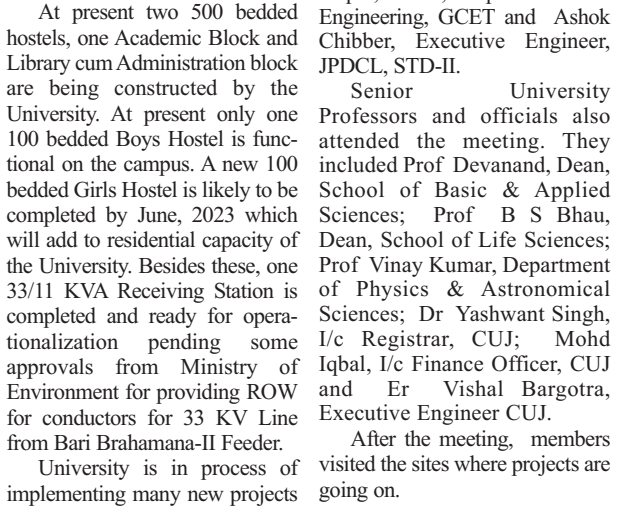 At present two 500 bedded
hostels, one Academic Block and
Library cum Administration block
are being constructed by the
University. At present only one
100 bedded Boys Hostel is func-
tional on the campus. A new 100
bedded Girls Hostel is likely to be
completed by June, 2023 which
will add to residential capacity of
the University. Besides these, one
33/11 KVA Receiving Station is
completed and ready for opera-
tionalization pending some
approvals from Ministry of
Environment for providing ROW
for conductors for 33 KV Line
from Bari Brahamana-II Feeder.
University is in process of
implementing many new projects
Engineering, GCET and Ashok
Chibber, Executive Engineer,
JPDCL, STD-II.
Senior University
Professors and officials also
attended the meeting. They
included Prof Devanand, Dean,
School of Basic & Applied
Sciences; Prof B S Bhau,
Dean, School of Life Sciences;
Prof Vinay Kumar, Department
of Physics & Astronomical
Sciences; Dr Yashwant Singh,
I/c Registrar, CUJ; Mohd
Iqbal, I/c Finance Officer, CUJ
and Er Vishal Bargotra,
Executive Engineer CUJ.
After the meeting, members
visited the sites where projects are
going on.